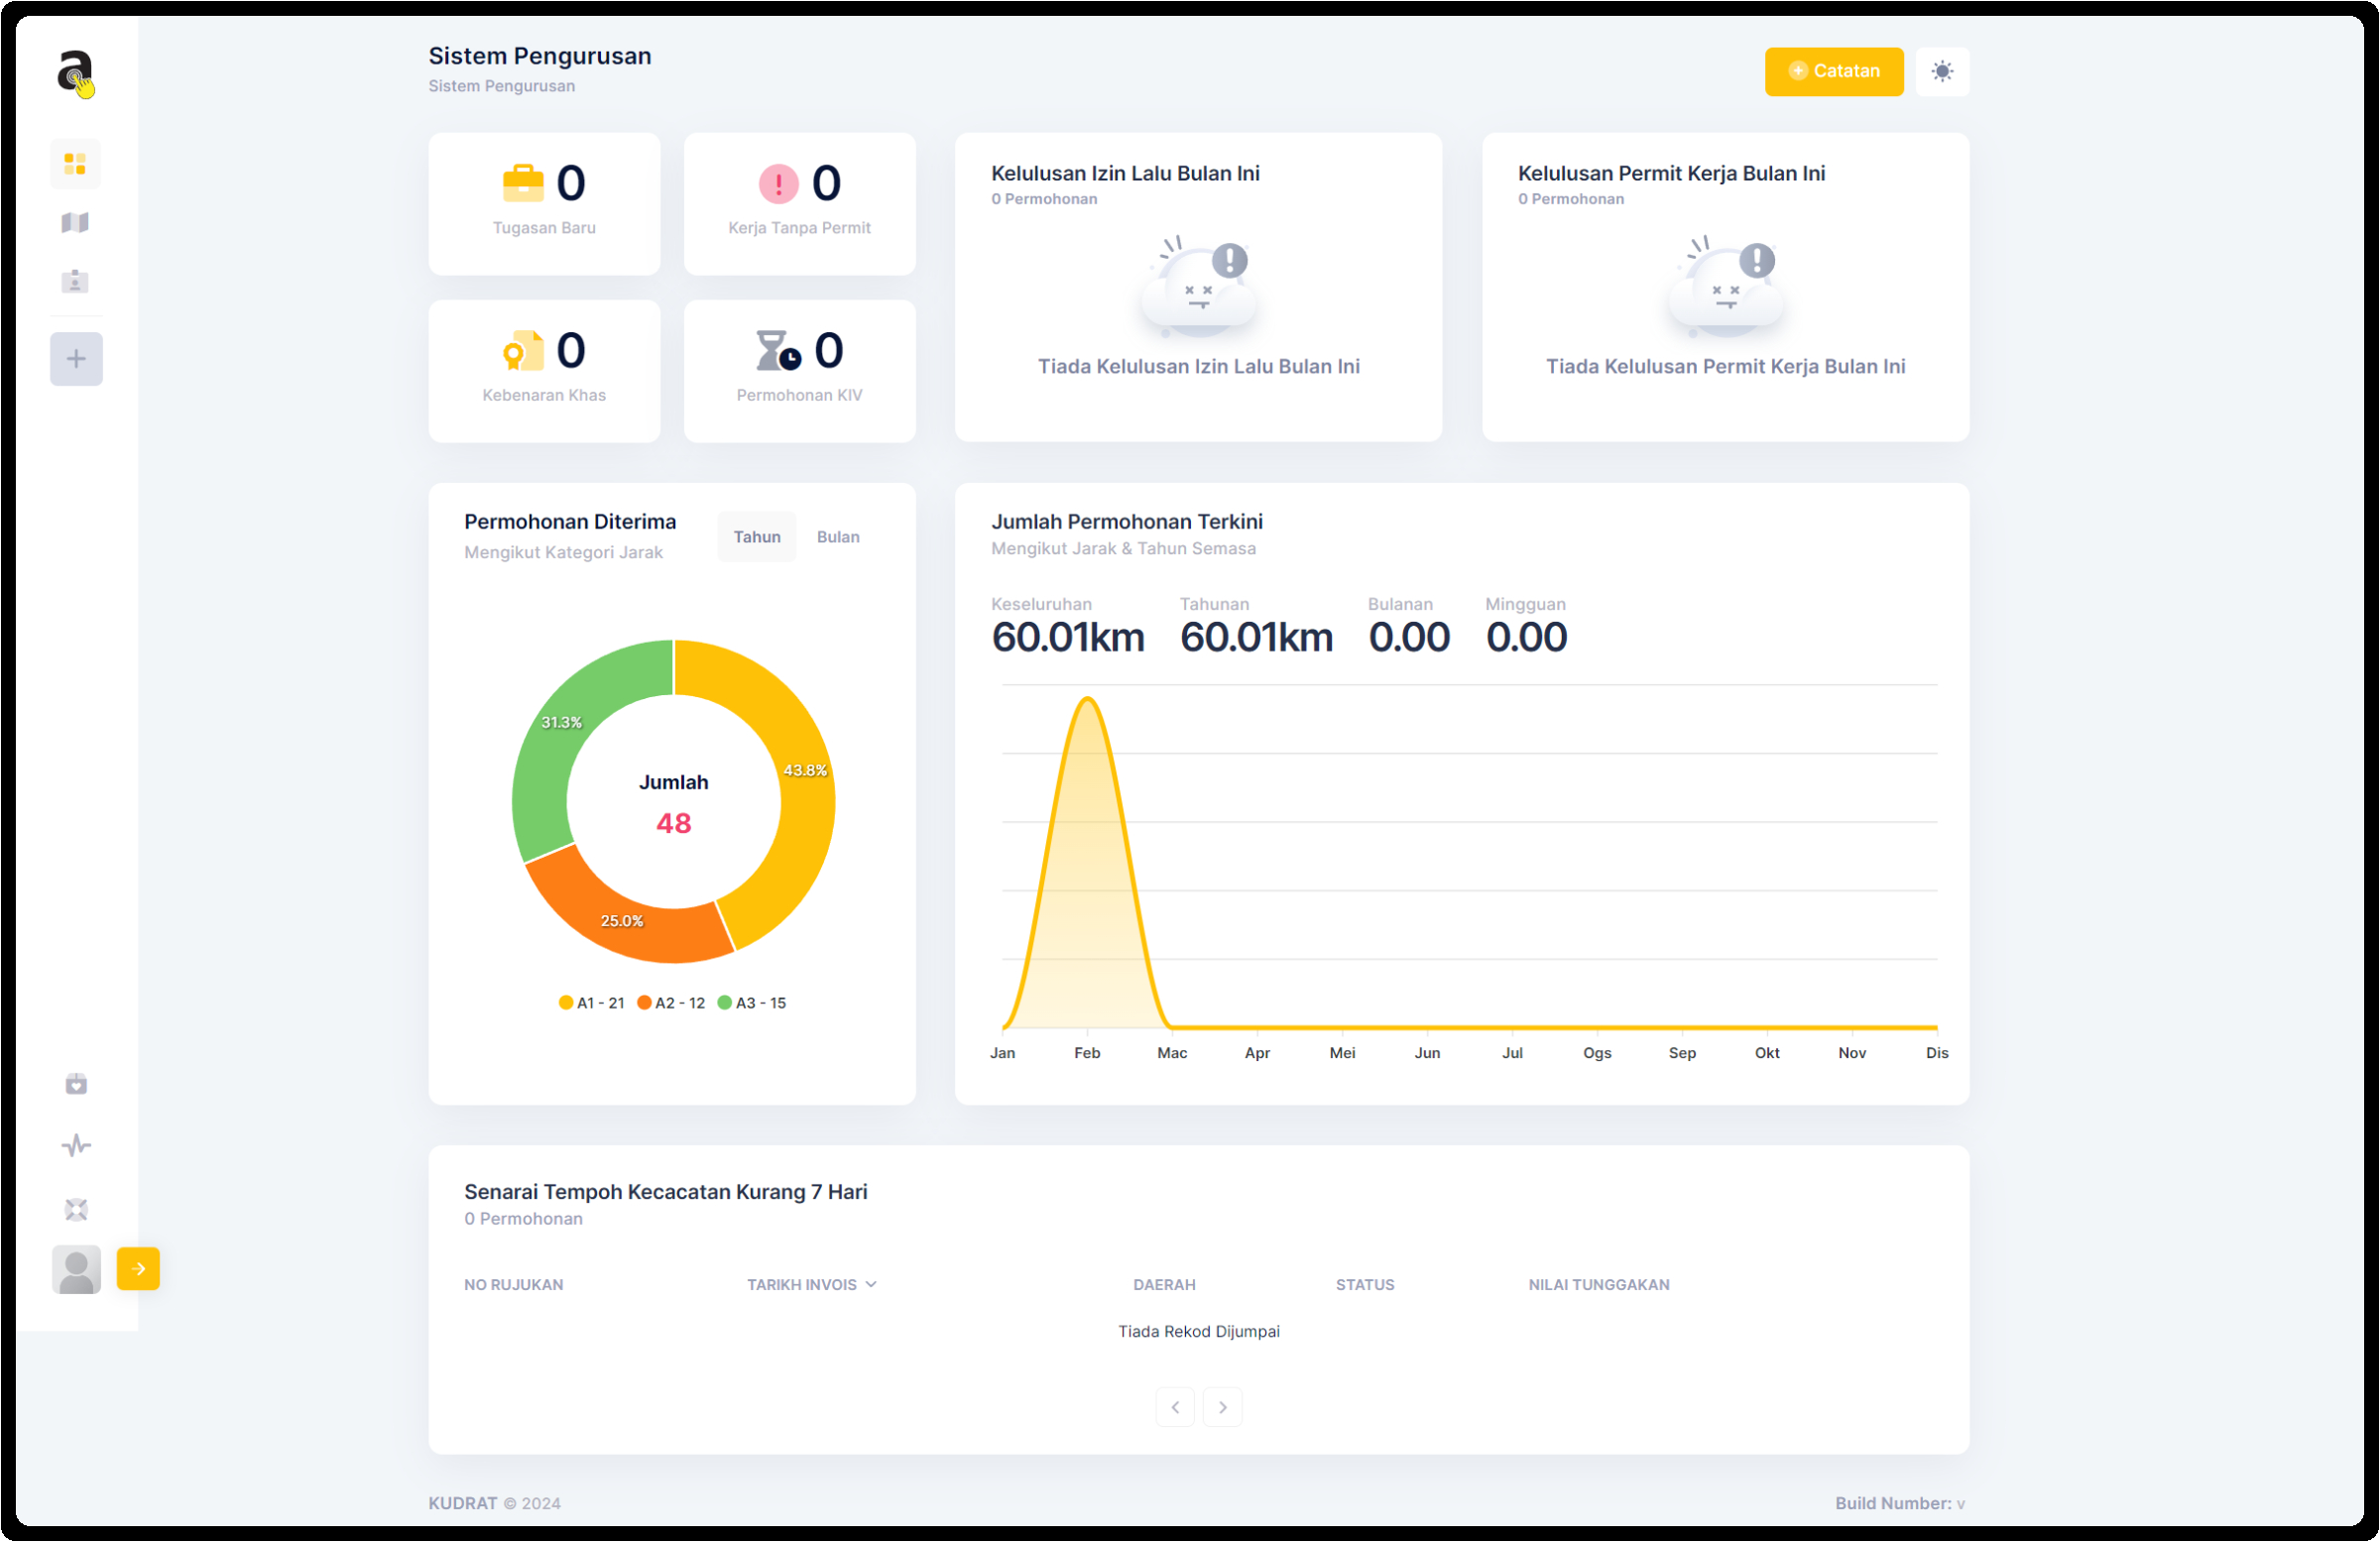 a
Sistem Pengurusan
Sistem Pengurusan
Catatan
0
Tugasan Baru
0
Kerja Tanpa Permit
0
Kebenaran Khas
0
Permohonan KIV
Kelulusan Izin Lalu Bulan Ini
0 Permohonan
Tiada Kelulusan Izin Lalu Bulan Ini
Kelulusan Permit Kerja Bulan Ini
0 Permohonan
Tiada Kelulusan Permit Kerja Bulan Ini
Permohonan Diterima
Mengikut Kategori Jarak
Tahun Bulan
31.3%
43.8%
Jumlah
48
25.0%
A1 - 21 A2 - 12 A3 - 15
Jumlah Permohonan Terkini
Mengikut Jarak & Tahun Semasa
Keseluruhan Tahunan Bulanan Mingguan
60.01km 60.01km 0.00 0.00
Jan Feb Mac Apr Mei Jun Jul Ogs Sep Okt Nov Dis
Senarai Tempoh Kecacatan Kurang 7 Hari
0 Permohonan
NO RUJUKAN TARIKH INVOIS DAERAH STATUS NILAI TUNGGAKAN
Tiada Rekod Dijumpai
KUDRAT © 2024
Build Number: v